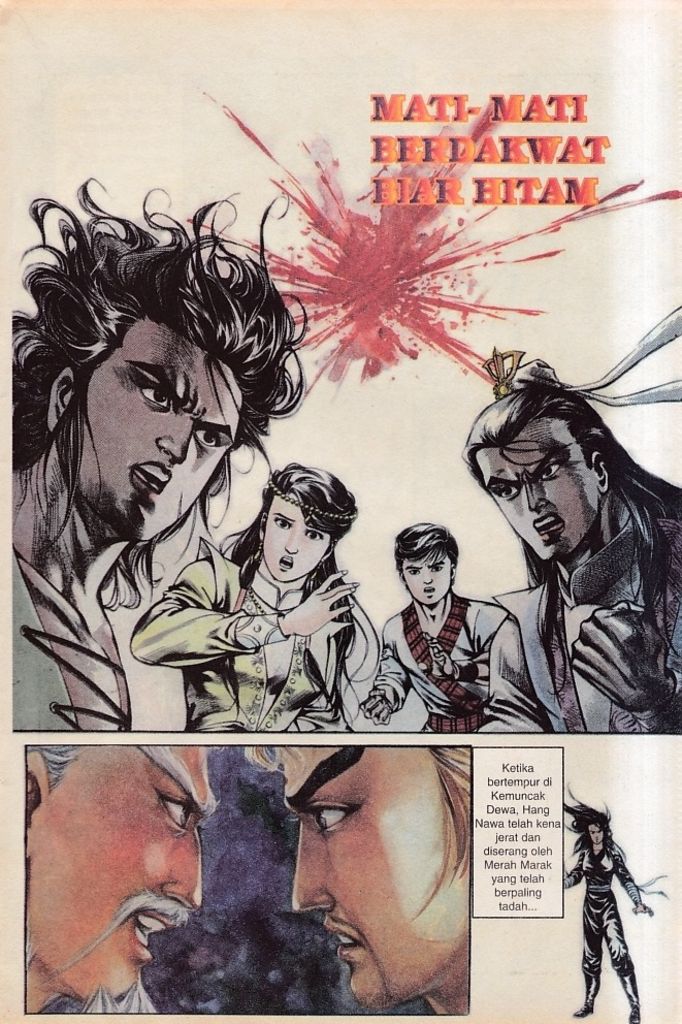 MATI-MATI
BERDAKWAT
BIAR HITAM
Ketika
bertempur di
Kemuncak
Dewa, Hang
Nawa telah kena
jerat dan
diserang oleh
Merah Marak
yang telah
berpaling
tadah...